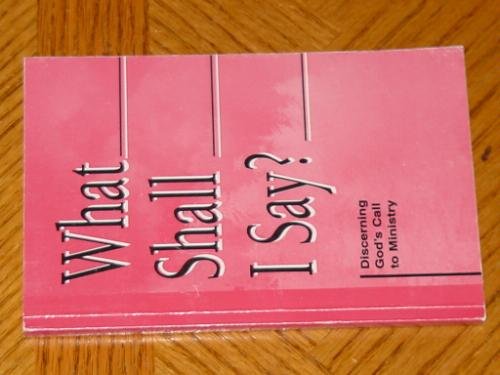 What
Shall
I Say?
Discerning
God's Call
to Ministry